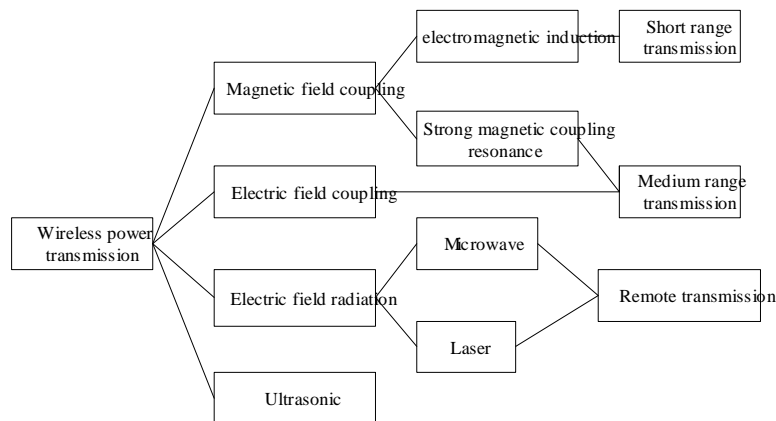 electromagnetic induction
Short range
transmission
Magnetic field coupling
Strong magnetic coupling
resonance
Electric field coupling
Medium range
transmission
Wireless power
transmission
Microwave
Electric field radiation
Remote transmission
Laser
Ultrasonic